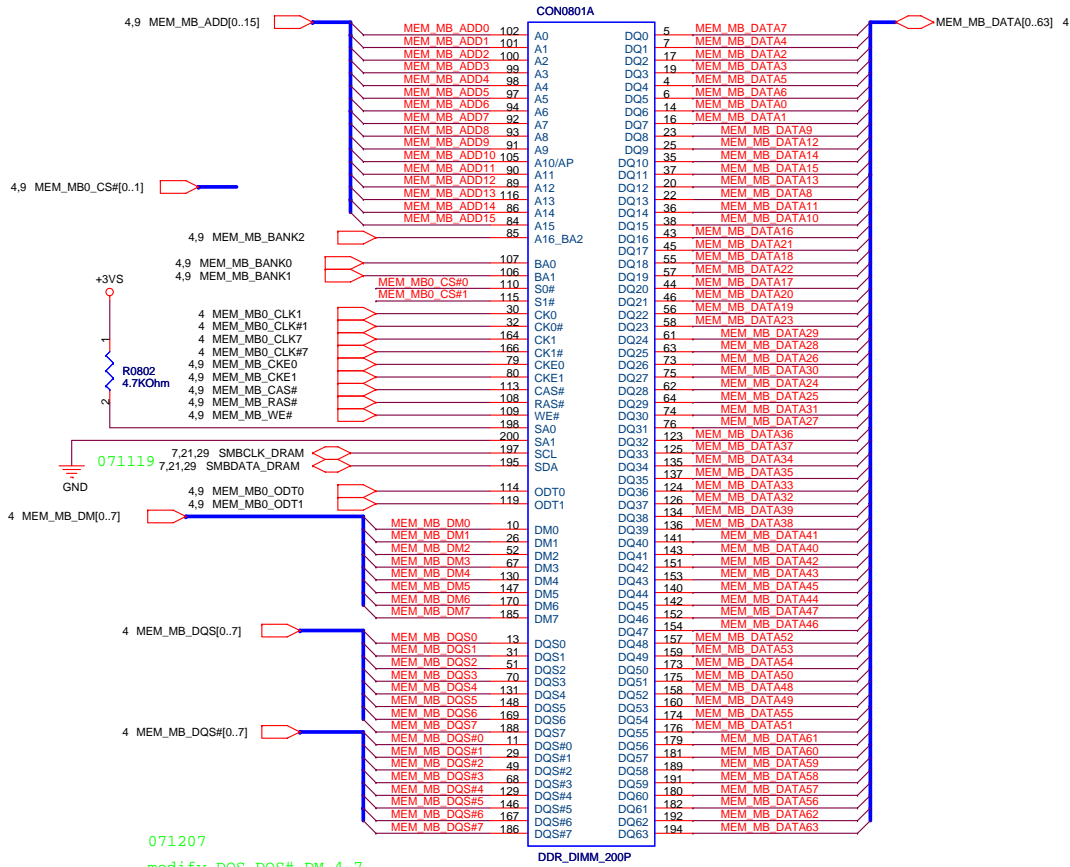 CON0801A
4,9 MEM_MB_ADD[0..15]
MEM_MB_ADD0 102 A0
MEM_MB_ADD1 101 A1
MEM_MB_ADD2 100 A2
MEM_MB_ADD3 99 A3
MEM_MB_ADD4 98 A4
MEM_MB_ADD5 97 A5
MEM_MB_ADD6 94 A6
MEM_MB_ADD7 92 A7
MEM_MB_ADD8 93 A8
MEM_MB_ADD9 91 A9
MEM_MB_ADD10 105 A10/AP
MEM_MB_ADD11 90 A11
MEM_MB_ADD12 89 A12
MEM_MB_ADD13 116 A13
MEM_MB_ADD14 86 A14
MEM_MB_ADD15 84 A15
4,9 MEM_MB0_CS#[0..1]
4,9 MEM_MB_BANK2 85 A16_BA2
4,9 MEM_MB_BANK0 107 BA0
4,9 MEM_MB_BANK1 106 BA1
MEM_MB0_CS#0 110 S0#
MEM_MB0_CS#1 115 S1#
4 MEM_MB0_CLK1 30 CK0
4 MEM_MB0_CLK#1 32 CK0#
4 MEM_MB0_CLK7 164 CK1
4 MEM_MB0_CLK#7 166 CK1#
4,9 MEM_MB_CKE0 79 CKE0
4,9 MEM_MB_CKE1 80 CKE1
4,9 MEM_MB_CAS# 113 CAS#
4,9 MEM_MB_RAS# 108 RAS#
4,9 MEM_MB_WE# 109 WE#
+3VS
1
R0802
4.7KOhm
2
198 SA0
200 SA1
GND
071119
7,21,29 SMBCLK_DRAM 197 SCL
7,21,29 SMBDATA_DRAM 195 SDA
4,9 MEM_MB0_ODT0 114 ODT0
4,9 MEM_MB0_ODT1 119 ODT1
4 MEM_MB_DM[0..7]
MEM_MB_DM0 10 DM0
MEM_MB_DM1 26 DM1
MEM_MB_DM2 52 DM2
MEM_MB_DM3 67 DM3
MEM_MB_DM4 130 DM4
MEM_MB_DM5 147 DM5
MEM_MB_DM6 170 DM6
MEM_MB_DM7 185 DM7
4 MEM_MB_DQS[0..7]
MEM_MB_DQS0 13 DQS0
MEM_MB_DQS1 31 DQS1
MEM_MB_DQS2 51 DQS2
MEM_MB_DQS3 70 DQS3
MEM_MB_DQS4 131 DQS4
MEM_MB_DQS5 148 DQS5
MEM_MB_DQS6 169 DQS6
MEM_MB_DQS7 188 DQS7
4 MEM_MB_DQS#[0..7]
MEM_MB_DQS#0 11 DQS#0
MEM_MB_DQS#1 29 DQS#1
MEM_MB_DQS#2 49 DQS#2
MEM_MB_DQS#3 68 DQS#3
MEM_MB_DQS#4 129 DQS#4
MEM_MB_DQS#5 146 DQS#5
MEM_MB_DQS#6 167 DQS#6
MEM_MB_DQS#7 186 DQS#7
MEM_MB_DATA[0..63] 4
DQ0 5 MEM_MB_DATA7
DQ1 7 MEM_MB_DATA4
DQ2 17 MEM_MB_DATA2
DQ3 19 MEM_MB_DATA3
DQ4 4 MEM_MB_DATA5
DQ5 6 MEM_MB_DATA6
DQ6 14 MEM_MB_DATA0
DQ7 16 MEM_MB_DATA1
DQ8 23 MEM_MB_DATA9
DQ9 25 MEM_MB_DATA12
DQ10 35 MEM_MB_DATA14
DQ11 37 MEM_MB_DATA15
DQ12 20 MEM_MB_DATA13
DQ13 22 MEM_MB_DATA8
DQ14 36 MEM_MB_DATA11
DQ15 38 MEM_MB_DATA10
DQ16 43 MEM_MB_DATA16
DQ17 45 MEM_MB_DATA21
DQ18 55 MEM_MB_DATA18
DQ19 57 MEM_MB_DATA22
DQ20 44 MEM_MB_DATA17
DQ21 46 MEM_MB_DATA20
DQ22 56 MEM_MB_DATA19
DQ23 58 MEM_MB_DATA23
DQ24 61 MEM_MB_DATA29
DQ25 63 MEM_MB_DATA28
DQ26 73 MEM_MB_DATA26
DQ27 75 MEM_MB_DATA30
DQ28 62 MEM_MB_DATA24
DQ29 64 MEM_MB_DATA25
DQ30 74 MEM_MB_DATA31
DQ31 76 MEM_MB_DATA27
DQ32 123 MEM_MB_DATA36
DQ33 125 MEM_MB_DATA37
DQ34 135 MEM_MB_DATA34
DQ35 137 MEM_MB_DATA35
DQ36 124 MEM_MB_DATA33
DQ37 126 MEM_MB_DATA32
DQ38 134 MEM_MB_DATA39
DQ39 136 MEM_MB_DATA38
DQ40 141 MEM_MB_DATA41
DQ41 143 MEM_MB_DATA40
DQ42 151 MEM_MB_DATA42
DQ43 153 MEM_MB_DATA43
DQ44 140 MEM_MB_DATA45
DQ45 142 MEM_MB_DATA44
DQ46 152 MEM_MB_DATA47
DQ47 154 MEM_MB_DATA46
DQ48 157 MEM_MB_DATA52
DQ49 159 MEM_MB_DATA53
DQ50 173 MEM_MB_DATA54
DQ51 175 MEM_MB_DATA50
DQ52 158 MEM_MB_DATA48
DQ53 160 MEM_MB_DATA49
DQ54 174 MEM_MB_DATA55
DQ55 176 MEM_MB_DATA51
DQ56 179 MEM_MB_DATA61
DQ57 181 MEM_MB_DATA60
DQ58 189 MEM_MB_DATA59
DQ59 191 MEM_MB_DATA58
DQ60 180 MEM_MB_DATA57
DQ61 182 MEM_MB_DATA56
DQ62 192 MEM_MB_DATA62
DQ63 194 MEM_MB_DATA63
DDR_DIMM_200P
071207
modify DQS DQS# DM 4-7